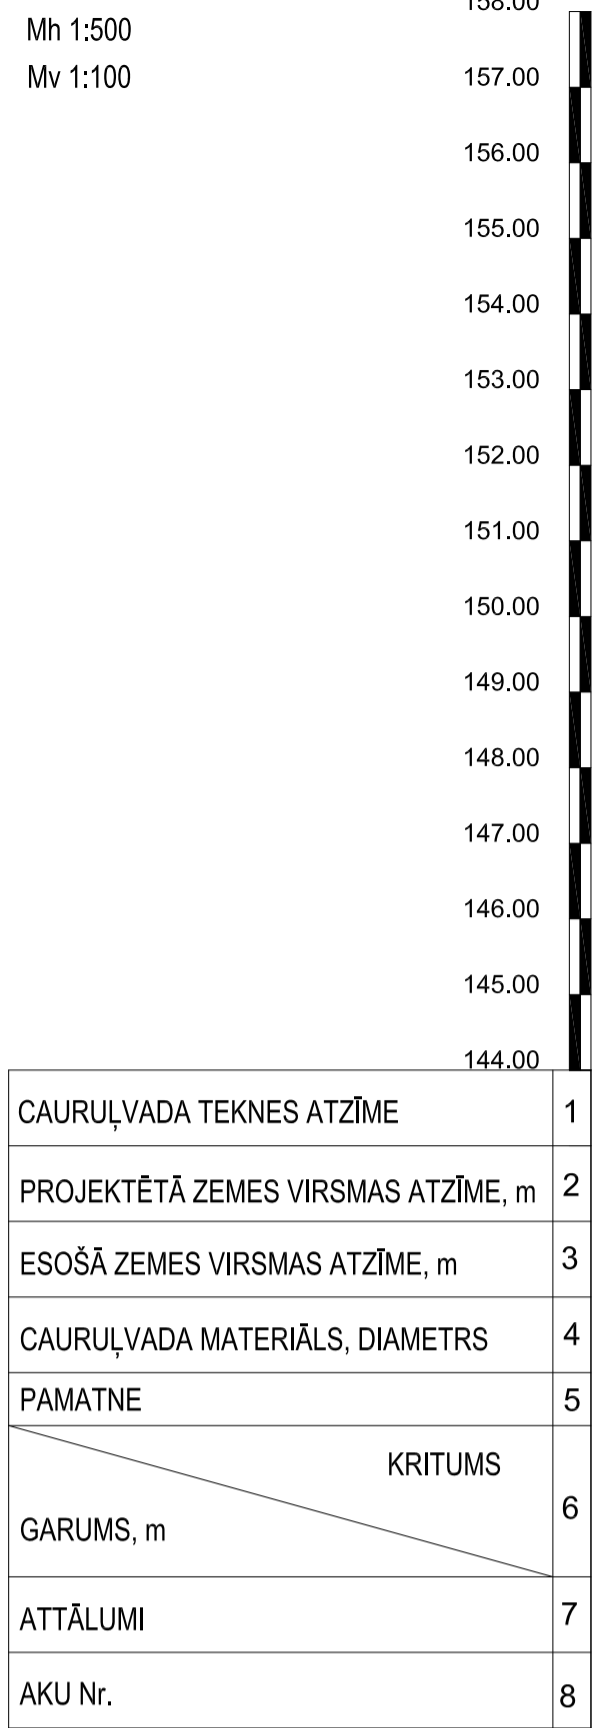 158.00
Mh 1:500
Mv 1:100
157.00
156.00
155.00
154.00
153.00
152.00
151.00
150.00
149.00
148.00
147.00
146.00
145.00
144.00
CAURUĻVADA TEKNES ATZĪME 1
PROJEKTĒTĀ ZEMES VIRSMAS ATZĪME, m 2
ESOŠĀ ZEMES VIRSMAS ATZĪME, m 3
CAURUĻVADA MATERIĀLS, DIAMETRS 4
PAMATNE 5
KRITUMS
GARUMS, m 6
ATTĀLUMI 7
AKU Nr. 8